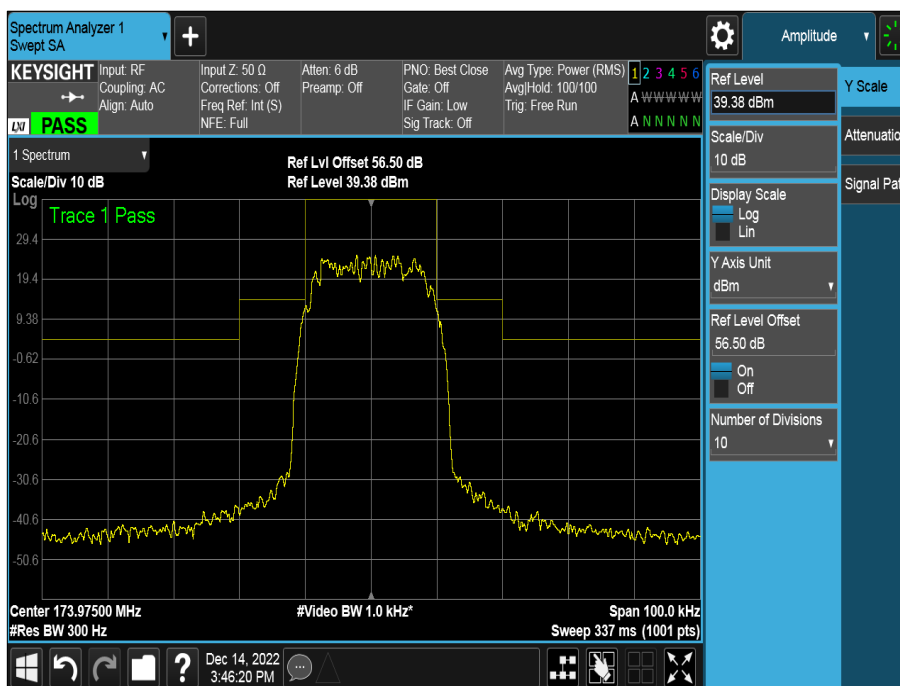 Spectrum Analyzer 1
Swept SA
Amplitude
KEYSIGHT
Input: RF
Coupling: AC
Align: Auto
Input Z: 50 Ω
Corrections: Off
Freq Ref: Int (S)
NFE: Full
Atten: 6 dB
Preamp: Off
PNO: Best Close
Gate: Off
IF Gain: Low
Sig Track: Off
Avg Type: Power (RMS)
Avg|Hold: 100/100
Trig: Free Run
1 2 3 4 5 6
A W W W W W
A N N N N N
LXI
PASS
1 Spectrum
Scale/Div 10 dB
Ref Lvl Offset 56.50 dB
Ref Level 39.38 dBm
Log
Trace 1 Pass
29.4
19.4
9.38
-0.62
-10.6
-20.6
-30.6
-40.6
-50.6
Center 173.97500 MHz
#Video BW 1.0 kHz*
Span 100.0 kHz
#Res BW 300 Hz
Sweep 337 ms (1001 pts)
Ref Level
39.38 dBm
Scale/Div
10 dB
Display Scale
Log
Lin
Y Axis Unit
dBm
Ref Level Offset
56.50 dB
On
Off
Number of Divisions
10
Y Scale
Attenuatio
Signal Pat
?
Dec 14, 2022
3:46:20 PM